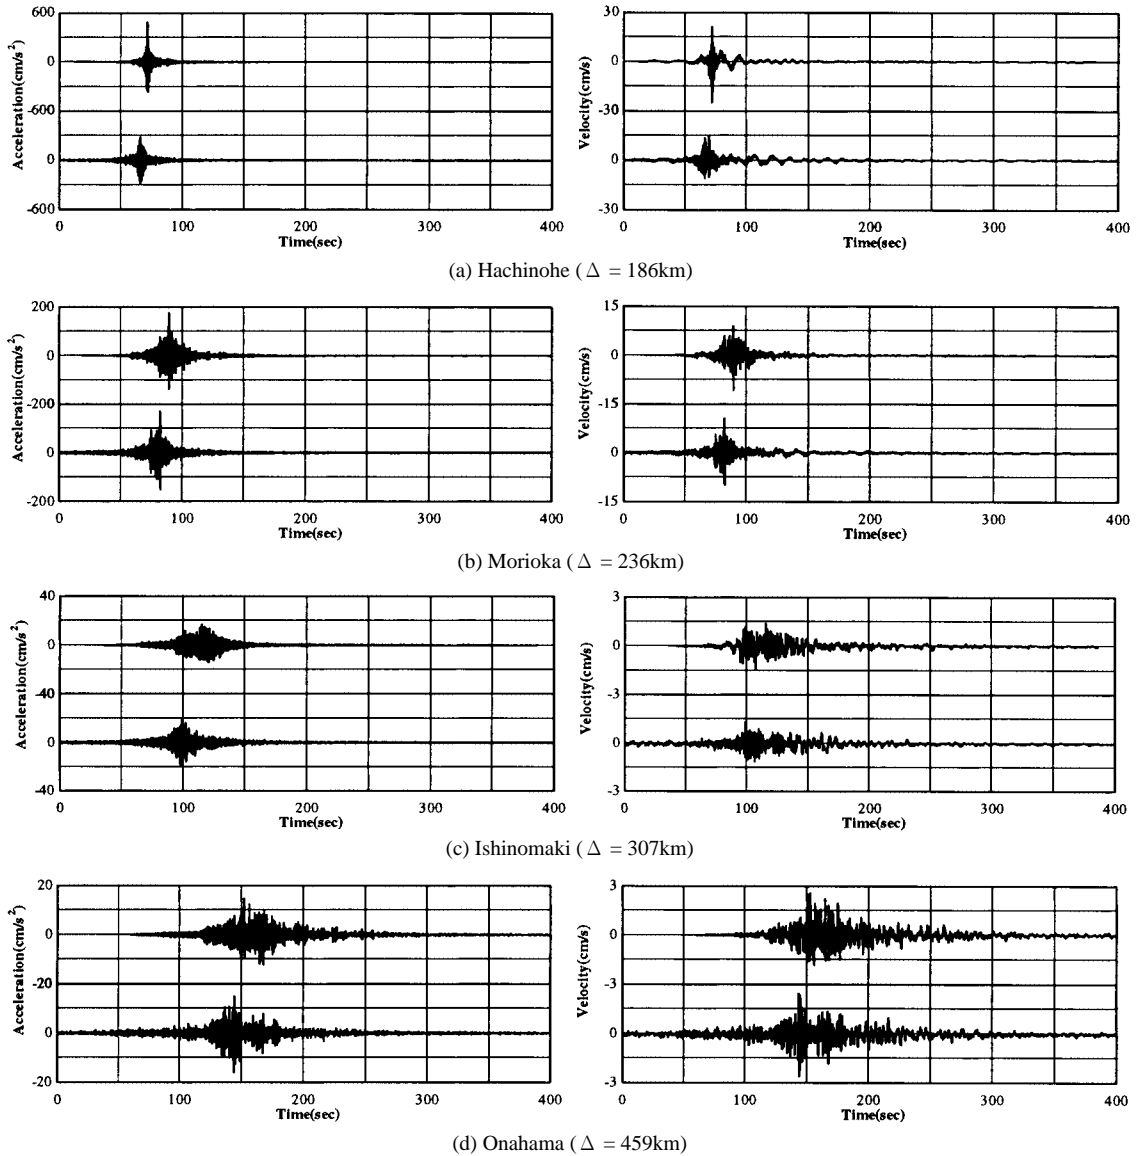 600
0
-600
0
-600
Acceleration(cm/s²)
0 100 200 300 400
Time(sec)
30
0
-30
0
-30
Velocity(cm/s)
0 100 200 300 400
Time(sec)
(a) Hachinohe ( Δ = 186km)
200
0
-200
0
-200
Acceleration(cm/s²)
0 100 200 300 400
Time(sec)
15
0
-15
0
-15
Velocity(cm/s)
0 100 200 300 400
Time(sec)
(b) Morioka ( Δ = 236km)
40
0
-40
0
-40
Acceleration(cm/s²)
0 100 200 300 400
Time(sec)
3
0
-3
0
-3
Velocity(cm/s)
0 100 200 300 400
Time(sec)
(c) Ishinomaki ( Δ = 307km)
20
0
-20
0
-20
Acceleration(cm/s²)
0 100 200 300 400
Time(sec)
3
0
-3
0
-3
Velocity(cm/s)
0 100 200 300 400
Time(sec)
(d) Onahama ( Δ = 459km)